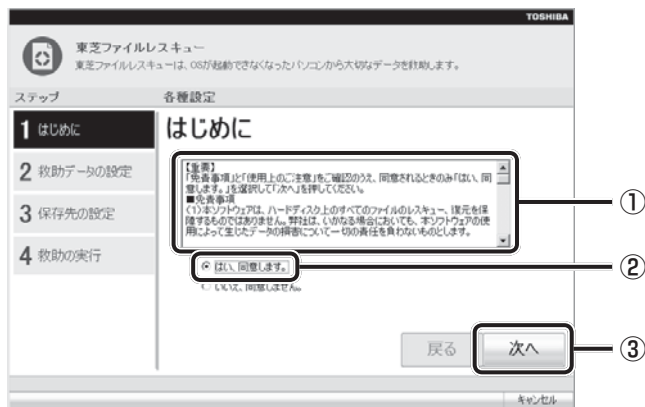 TOSHIBA
東芝ファイルレスキュー
東芝ファイルレスキューは、OSが起動できなくなったパソコンから大切なデータを救助します。
ステップ
各種設定
1 はじめに
2 救助データの設定
3 保存先の設定
4 救助の実行
はじめに
【重要】
「免責事項」と「使用上のご注意」をご確認のうえ、同意されるときのみ「はい、同
意します。」を選択して「次へ」を押してください。
■免責事項
(1)本ソフトウェアは、ハードディスク上のすべてのファイルのレスキュー、復元を保
障するものではありません。弊社は、いかなる場合においても、本ソフトウェアの使
用によって生じたデータの損害について一切の責任を負わないものとします。
①
はい、同意します。
②
いいえ、同意しません。
戻る
次へ
③
キャンセル